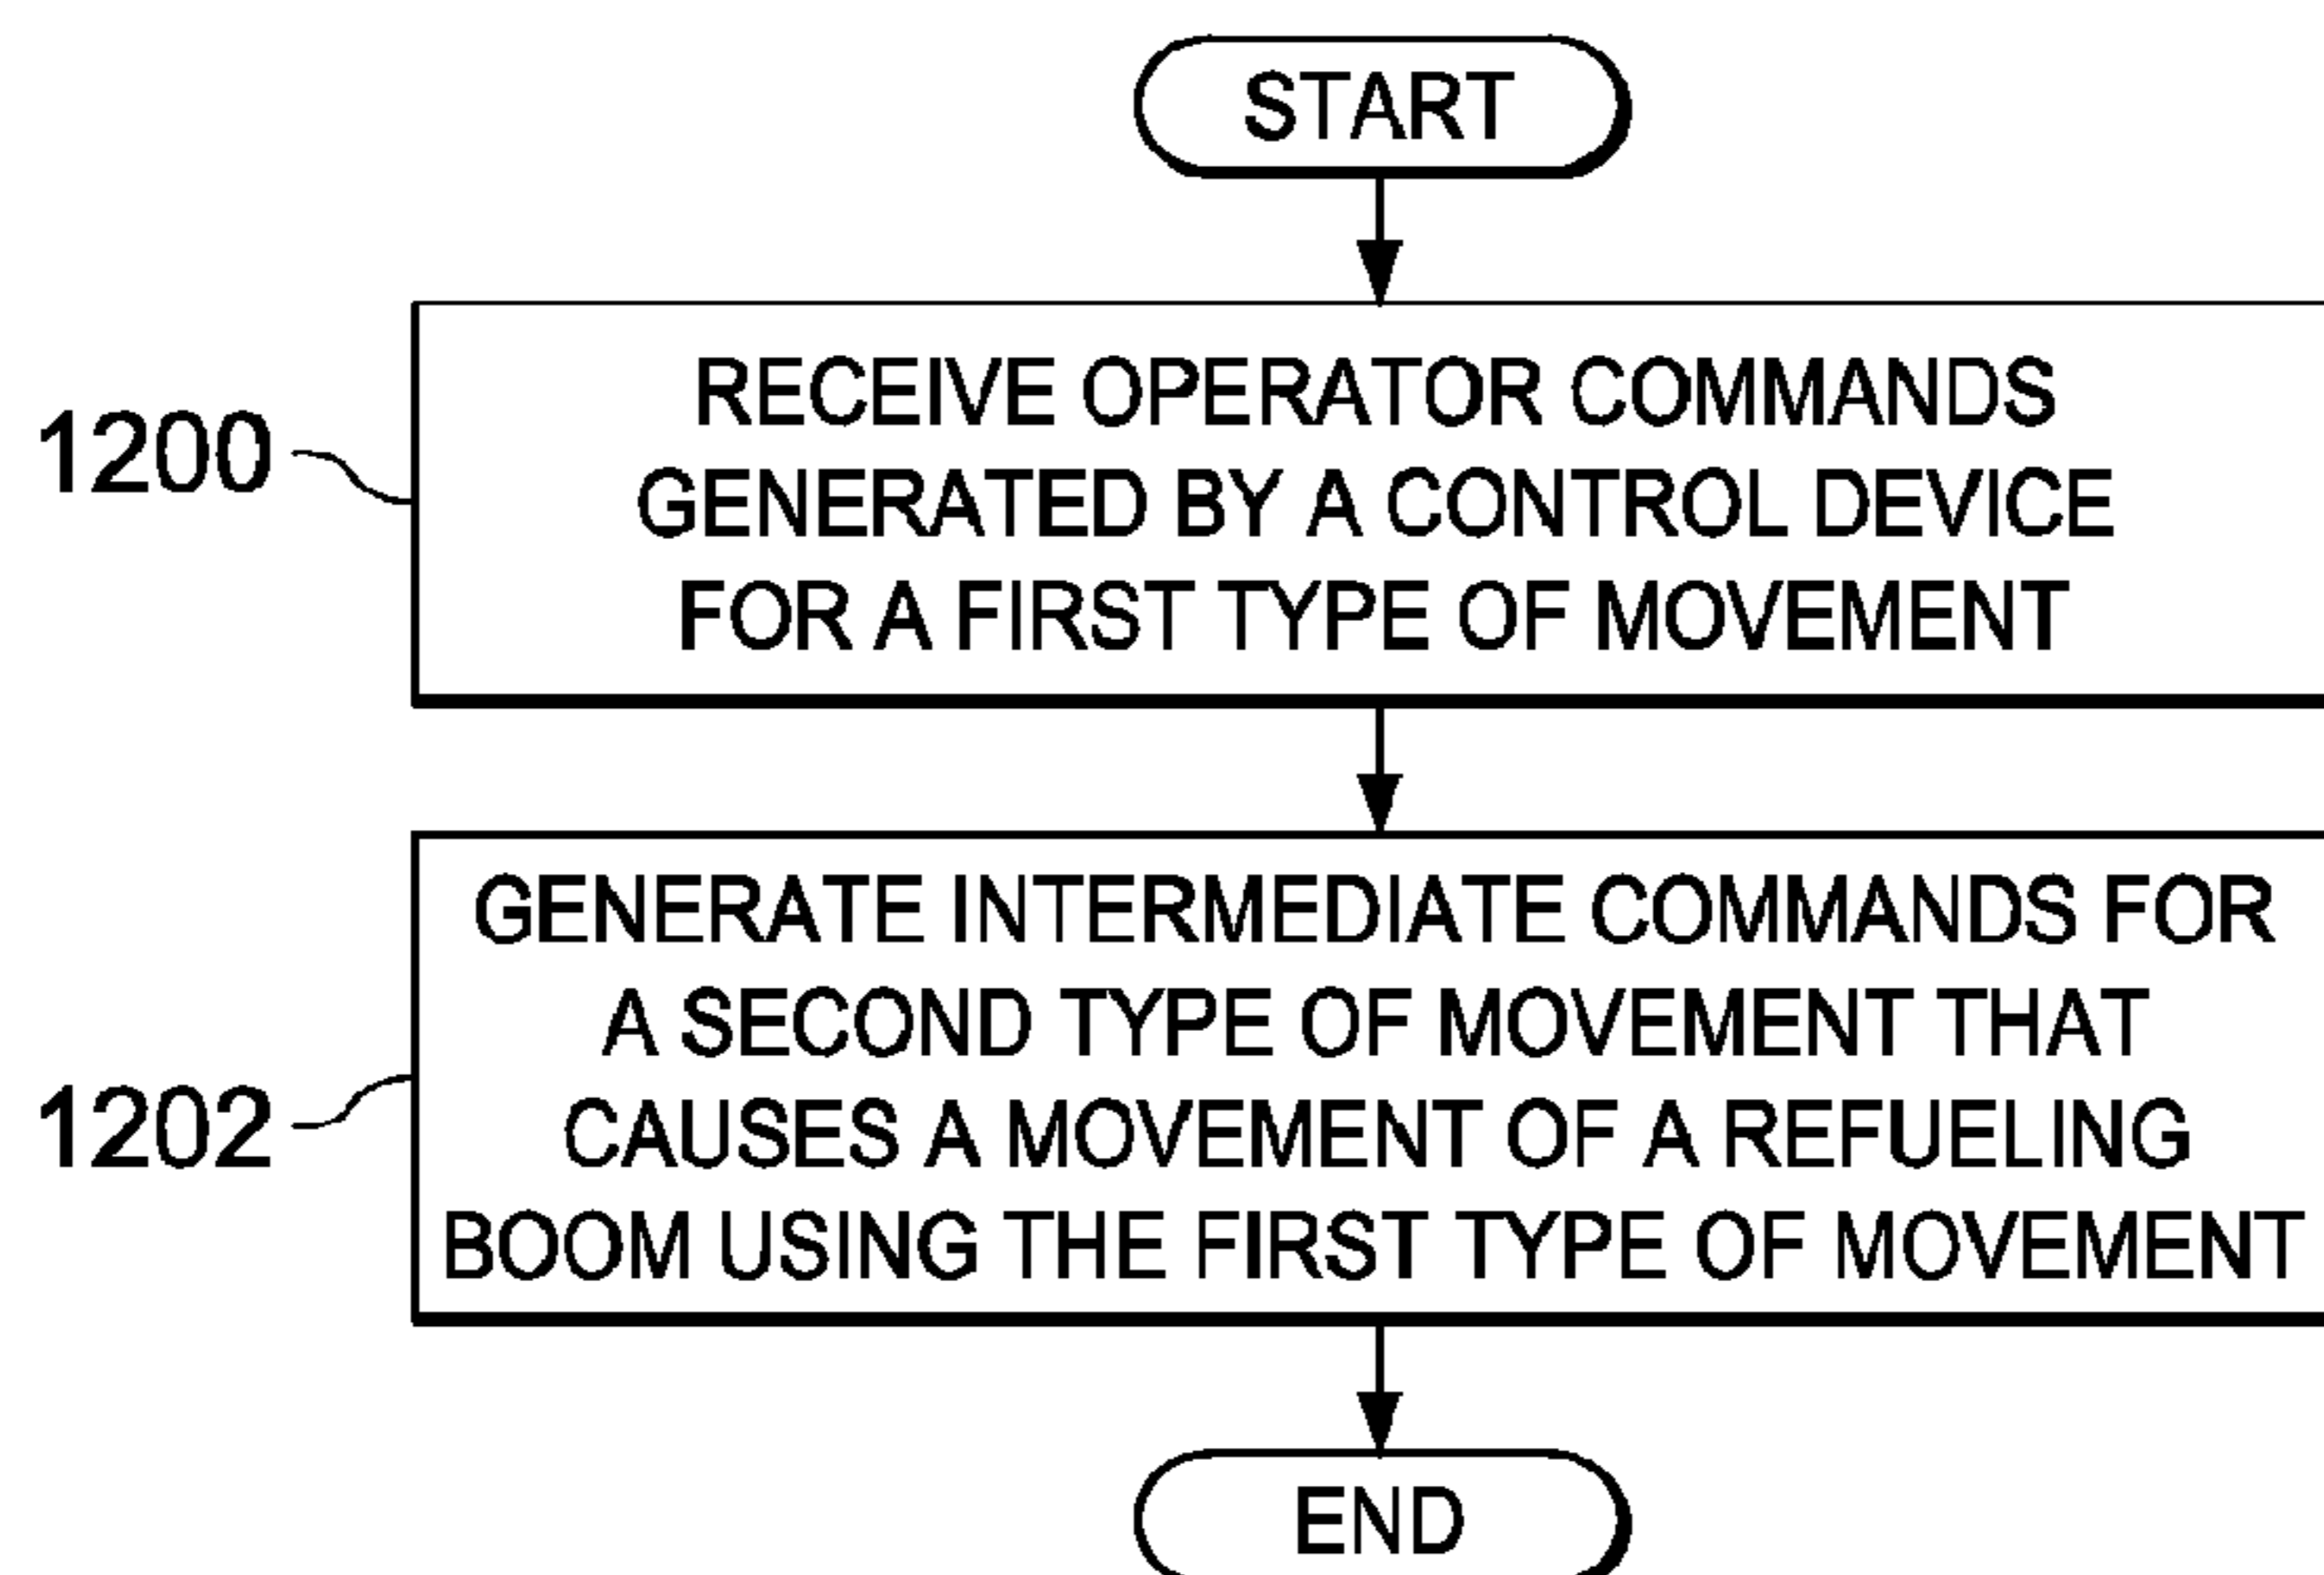 START
1200
RECEIVE OPERATOR COMMANDS
GENERATED BY A CONTROL DEVICE
FOR A FIRST TYPE OF MOVEMENT
1202
GENERATE INTERMEDIATE COMMANDS FOR
A SECOND TYPE OF MOVEMENT THAT
CAUSES A MOVEMENT OF A REFUELING
BOOM USING THE FIRST TYPE OF MOVEMENT
END